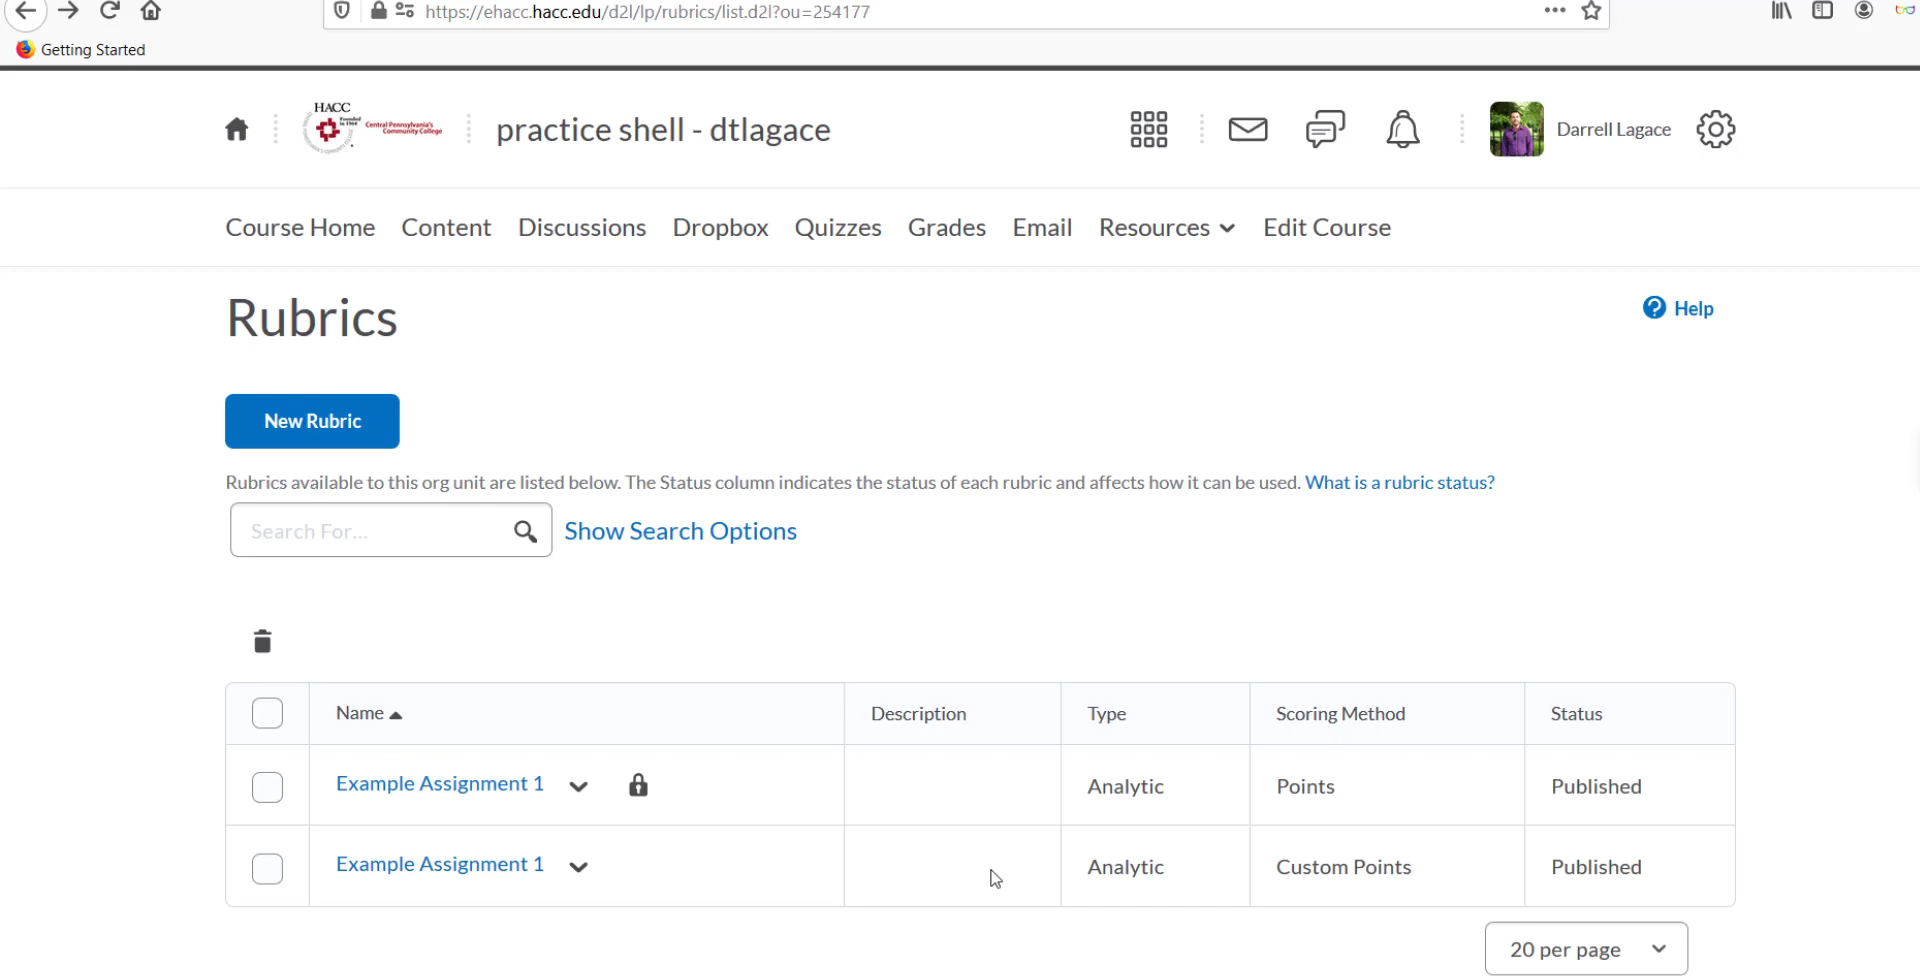 https://ehacc.hacc.edu/d2l/lp/rubrics/list.d2l?ou=254177
Getting Started
HACC
Central Pennsylvania's
Community College
practice shell - dtlagace
Darrell Lagace
Course Home Content Discussions Dropbox Quizzes Grades Email Resources Edit Course
Rubrics
Help
New Rubric
Rubrics available to this org unit are listed below. The Status column indicates the status of each rubric and affects how it can be used. What is a rubric status?
Search For...
Show Search Options
Name Description Type Scoring Method Status
Example Assignment 1 Analytic Points Published
Example Assignment 1 Analytic Custom Points Published
20 per page